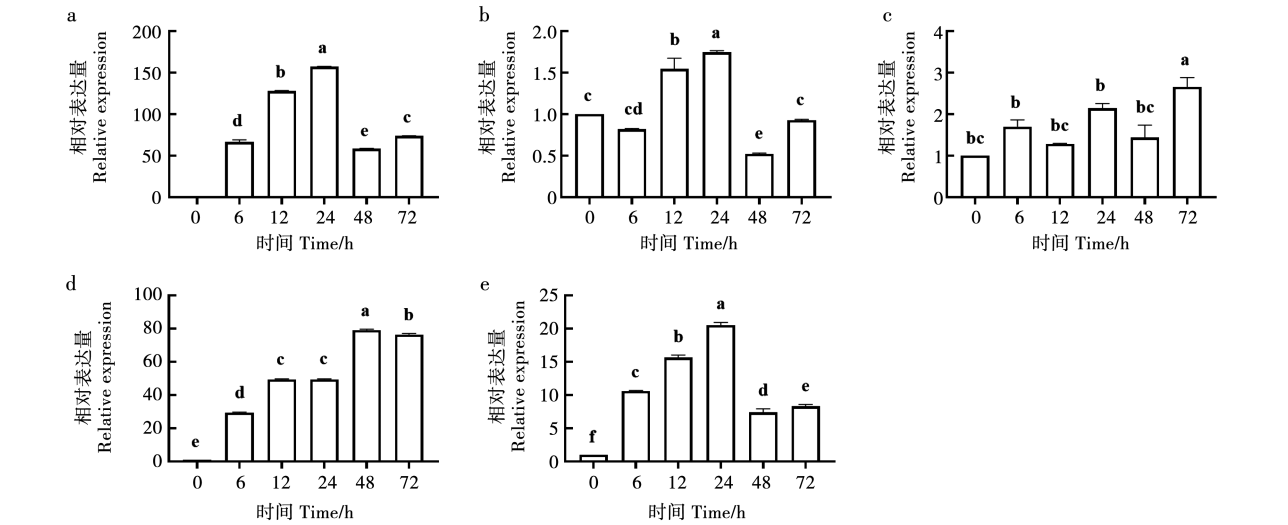 a
相对表达量
Relative expression
200
150
100
50
0
d
b
a
e
c
0 6 12 24 48 72
时间 Time/h
b
相对表达量
Relative expression
2.0
1.5
1.0
0.5
0
c
cd
b
a
e
c
0 6 12 24 48 72
时间 Time/h
c
相对表达量
Relative expression
4
3
2
1
0
bc
b
bc
b
bc
a
0 6 12 24 48 72
时间 Time/h
d
相对表达量
Relative expression
100
80
60
40
20
0
e
d
c
c
a
b
0 6 12 24 48 72
时间 Time/h
e
相对表达量
Relative expression
25
20
15
10
5
0
f
c
b
a
d
e
0 6 12 24 48 72
时间 Time/h